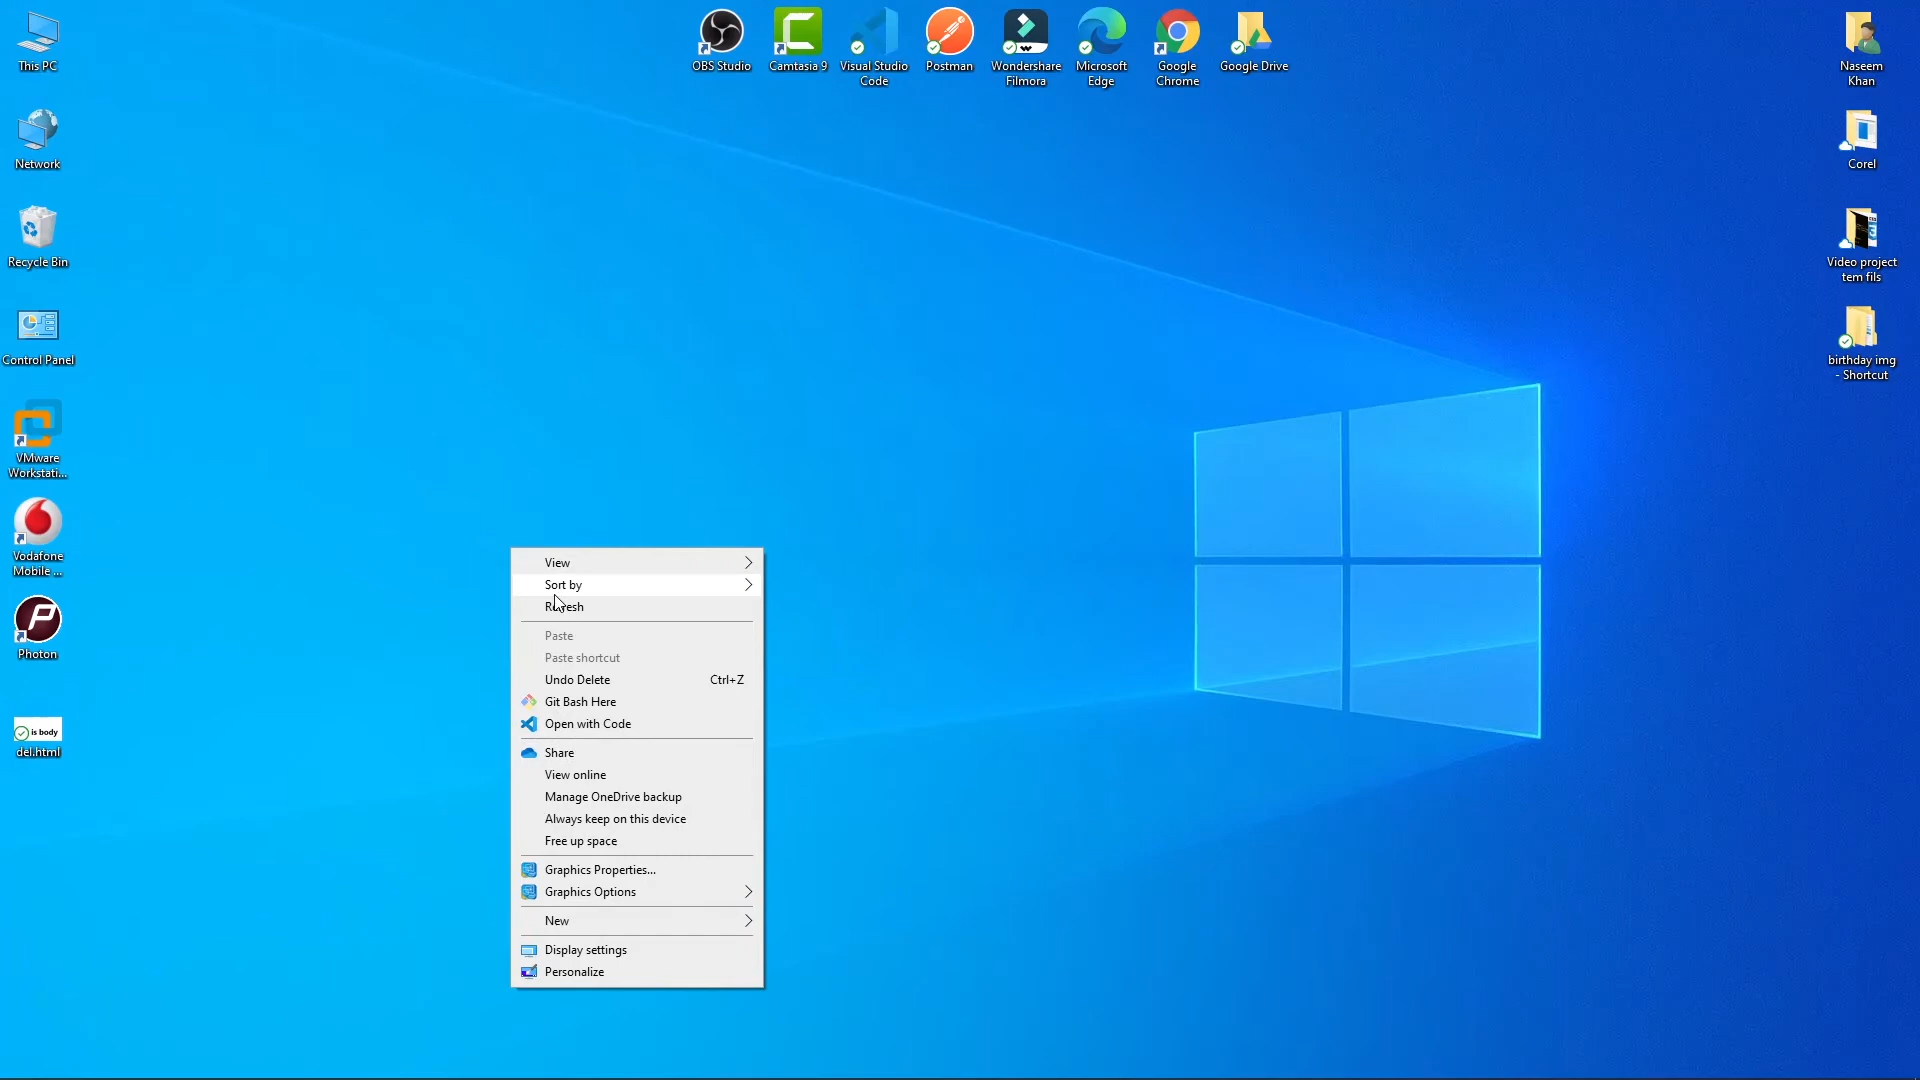 This PC
Network
Recycle Bin
Control Panel
VMware
Workstati...
Vodafone
Mobile ...
Photon
is body
del.html
OBS Studio
Camtasia 9
Visual Studio
Code
Postman
Wondershare
Filmora
Microsoft
Edge
Google
Chrome
Google Drive
Naseem
Khan
Corel
Video project
tem fils
birthday img
- Shortcut
View
Sort by
Refresh
Paste
Paste shortcut
Undo Delete Ctrl+Z
Git Bash Here
Open with Code
Share
View online
Manage OneDrive backup
Always keep on this device
Free up space
Graphics Properties...
Graphics Options
New
Display settings
Personalize